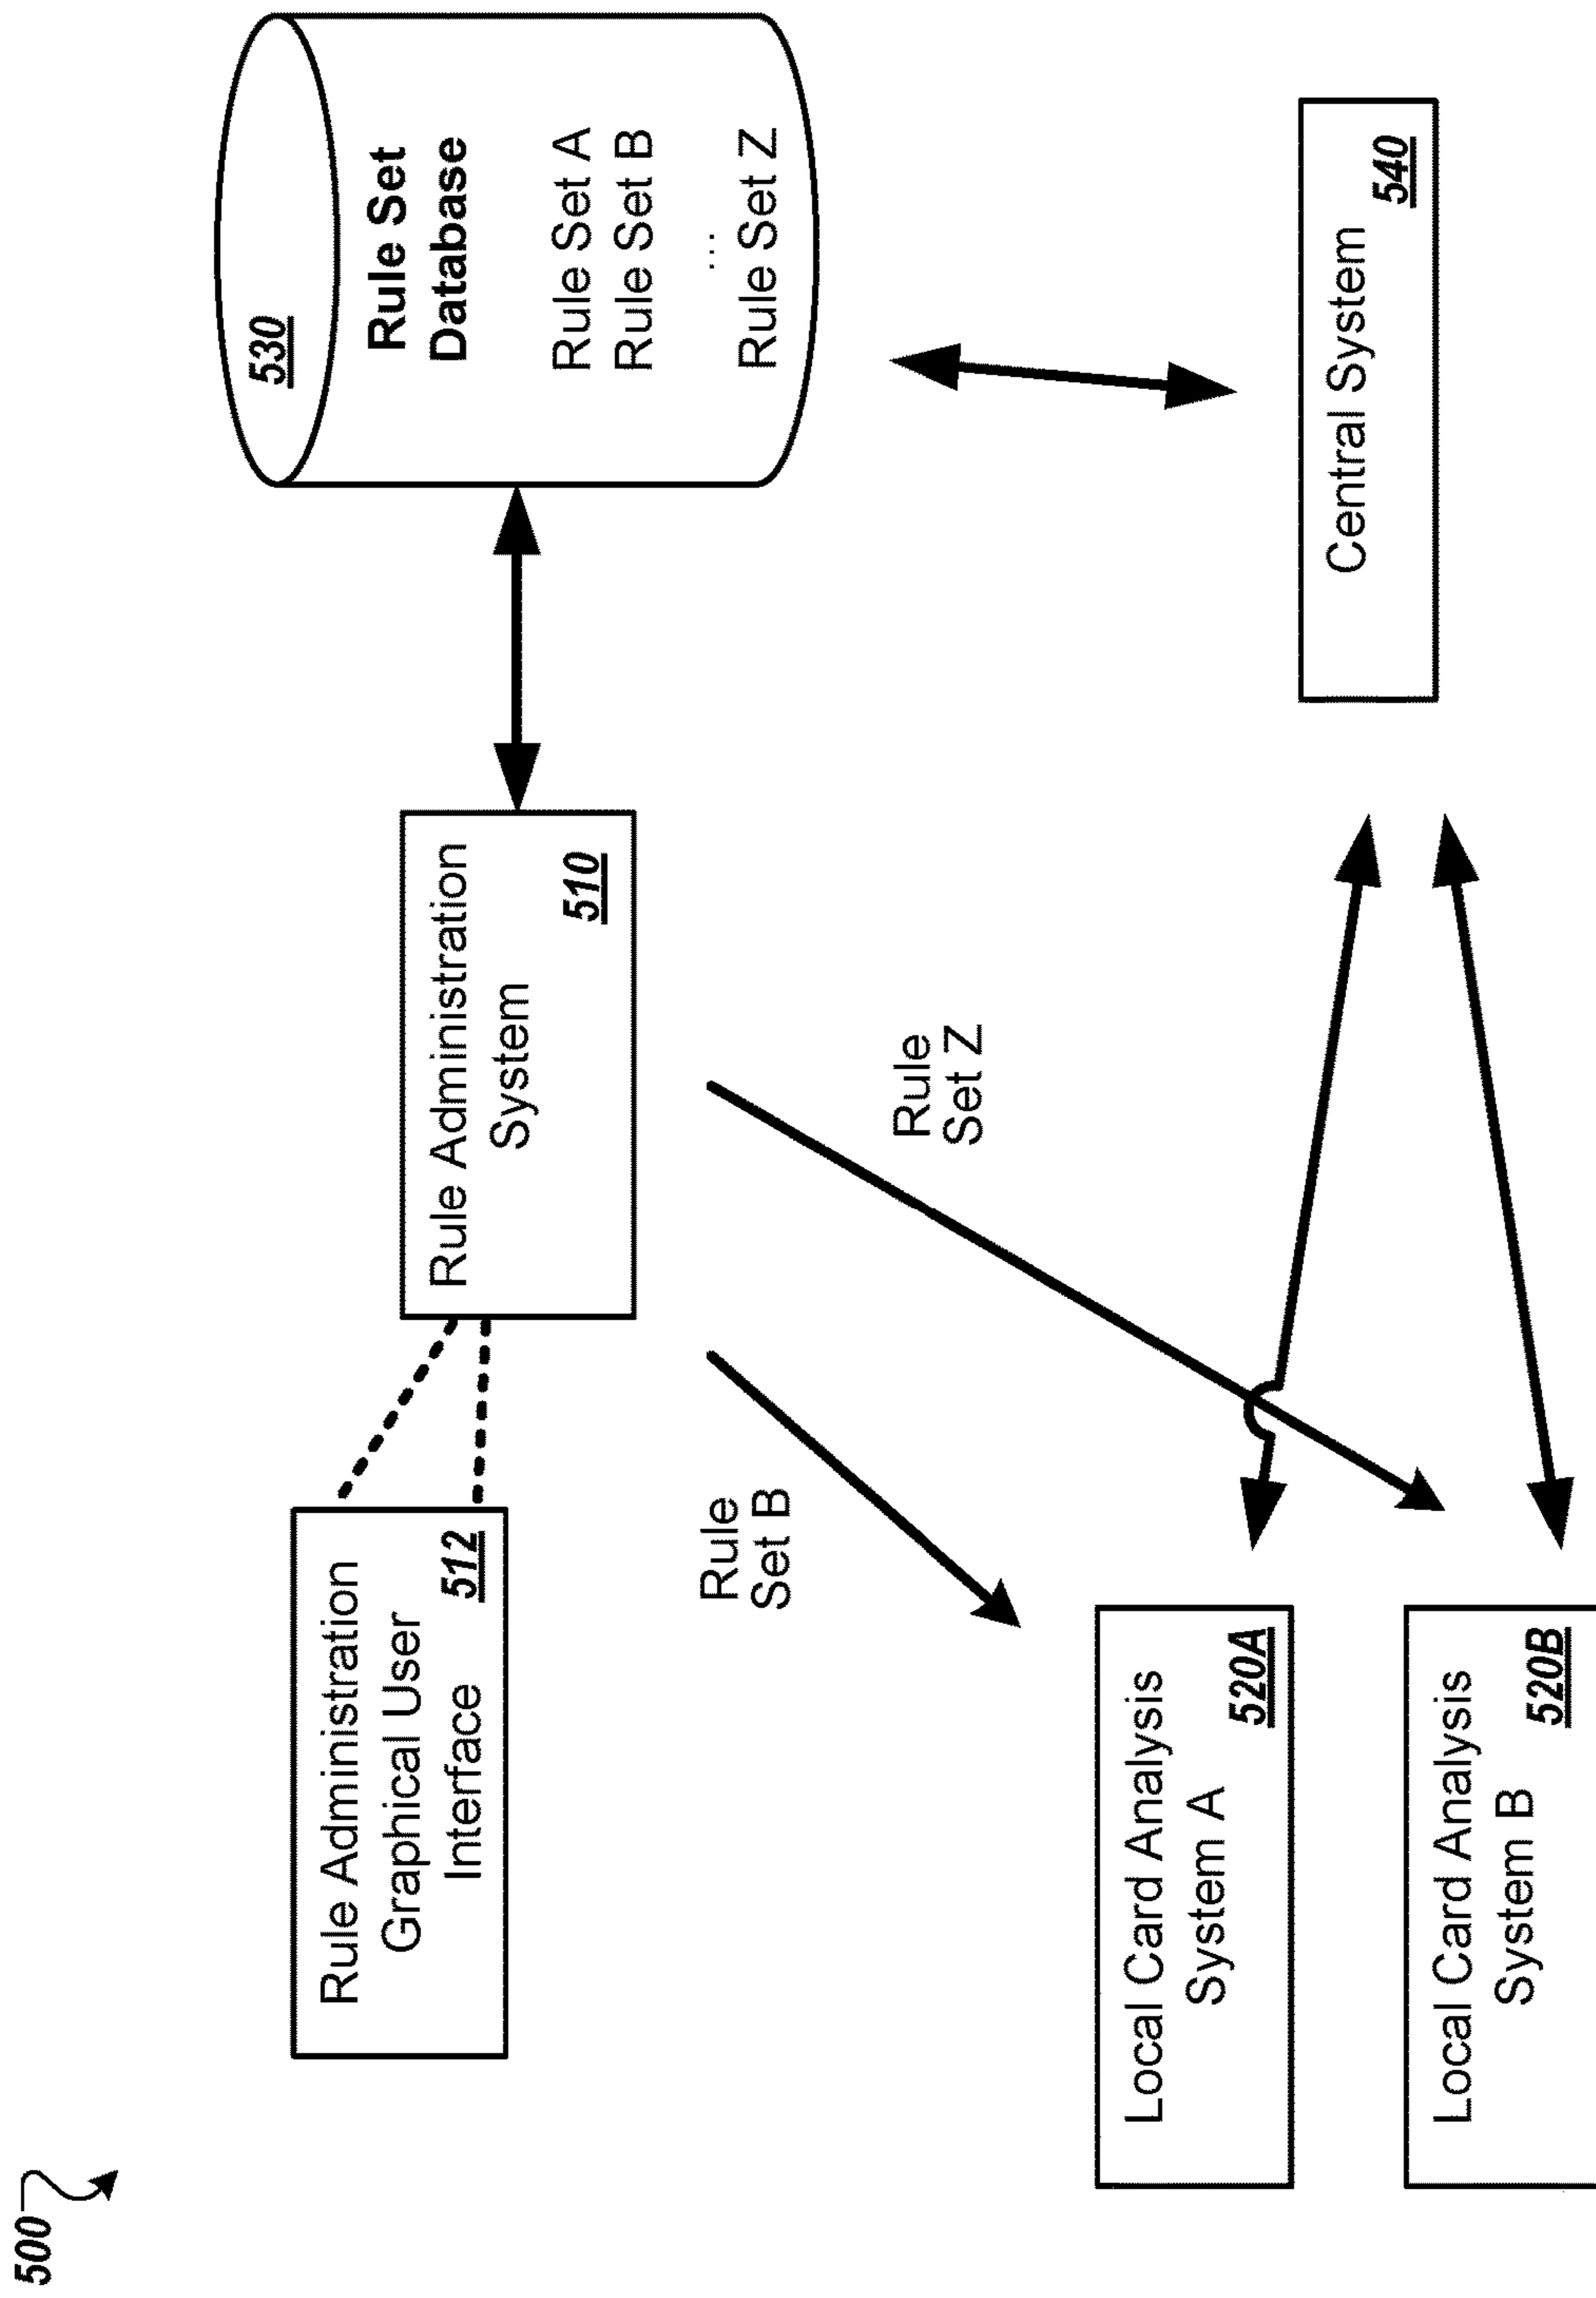 500
Rule Administration
Graphical User
Interface
512
Rule Administration
System
510
530
Rule Set
Database
Rule Set A
Rule Set B
...
Rule Set Z
Rule
Set B
Rule
Set Z
Local Card Analysis
System A
520A
Local Card Analysis
System B
520B
Central System
540